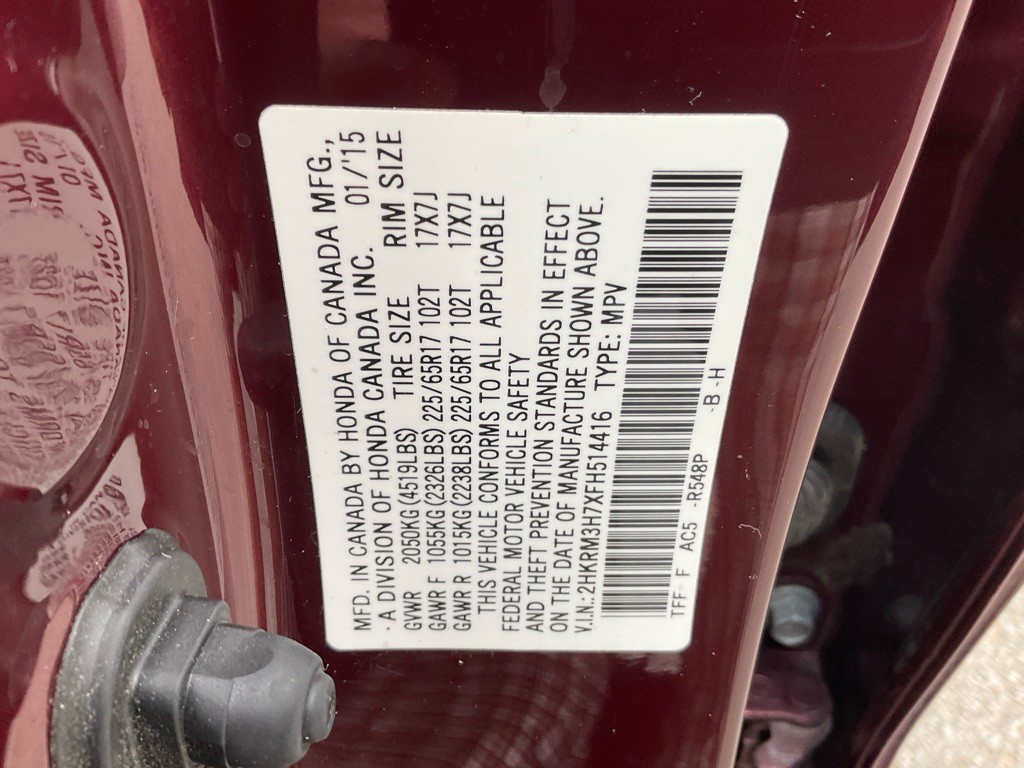 MFD. IN CANADA BY HONDA OF CANADA MFG.,
A DIVISION OF HONDA CANADA INC. 01/'15
GVWR 2050KG(4519LBS) TIRE SIZE RIM SIZE
GAWR F 1055KG(2326LBS) 225/65R17 102T 17X7J
GAWR R 1015KG(2238LBS) 225/65R17 102T 17X7J
THIS VEHICLE CONFORMS TO ALL APPLICABLE
FEDERAL MOTOR VEHICLE SAFETY
AND THEFT PREVENTION STANDARDS IN EFFECT
ON THE DATE OF MANUFACTURE SHOWN ABOVE.
V.I.N.:2HKRM3H7XFH514416 TYPE: MPV
TFF- F AC5 -R548P -B -H